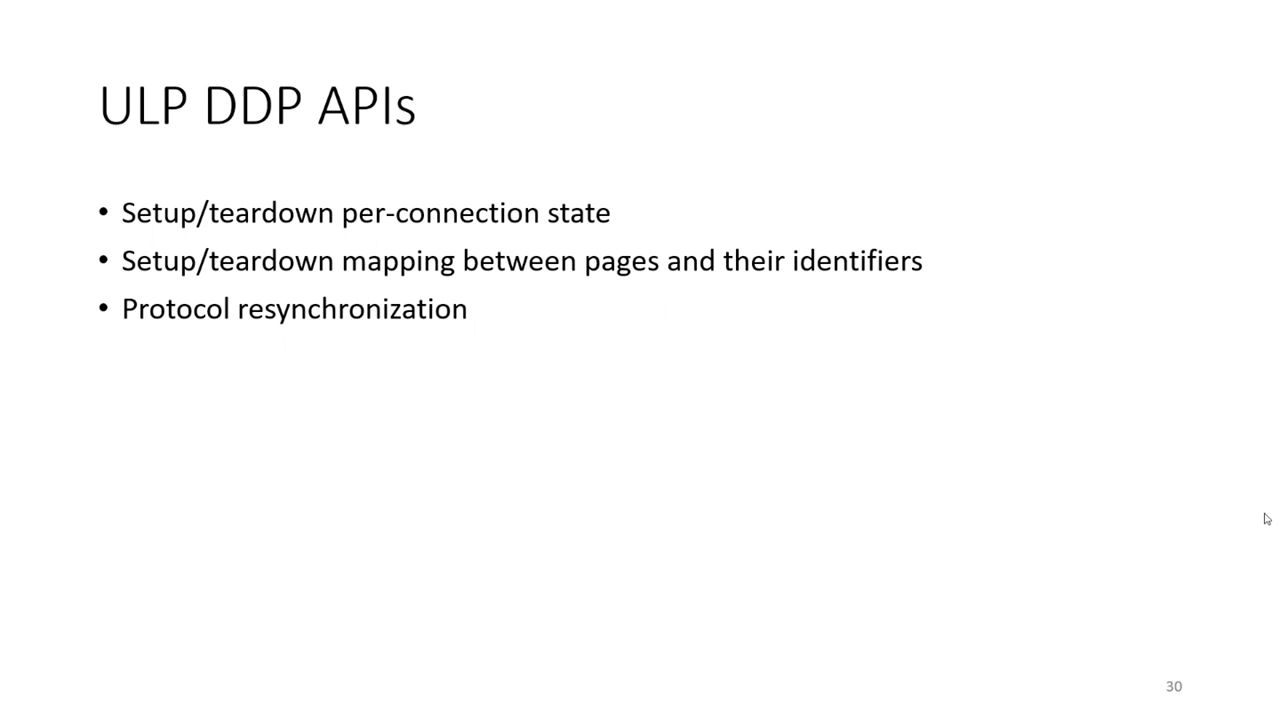 ULP DDP APIs
• Setup/teardown per-connection state
• Setup/teardown mapping between pages and their identifiers
• Protocol resynchronization
30